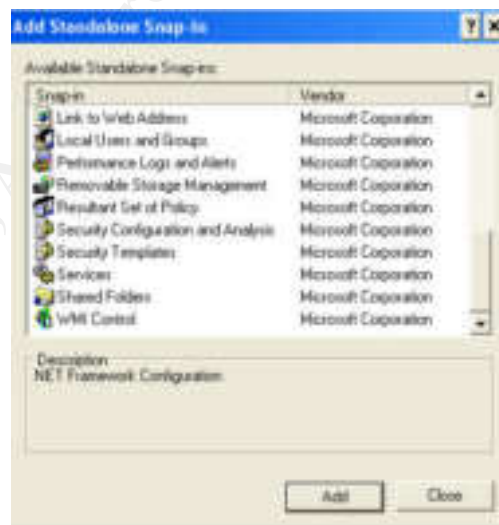 Add Standalone Snap-in
Available Standalone Snap-ins:
Snap-in Vendor
Link to Web Address Microsoft Corporation
Local Users and Groups Microsoft Corporation
Performance Logs and Alerts Microsoft Corporation
Removable Storage Management Microsoft Corporation
Resultant Set of Policy Microsoft Corporation
Security Configuration and Analysis Microsoft Corporation
Security Templates Microsoft Corporation
Services Microsoft Corporation
Shared Folders Microsoft Corporation
WMI Control Microsoft Corporation
Description
NET Framework Configuration
Add Close